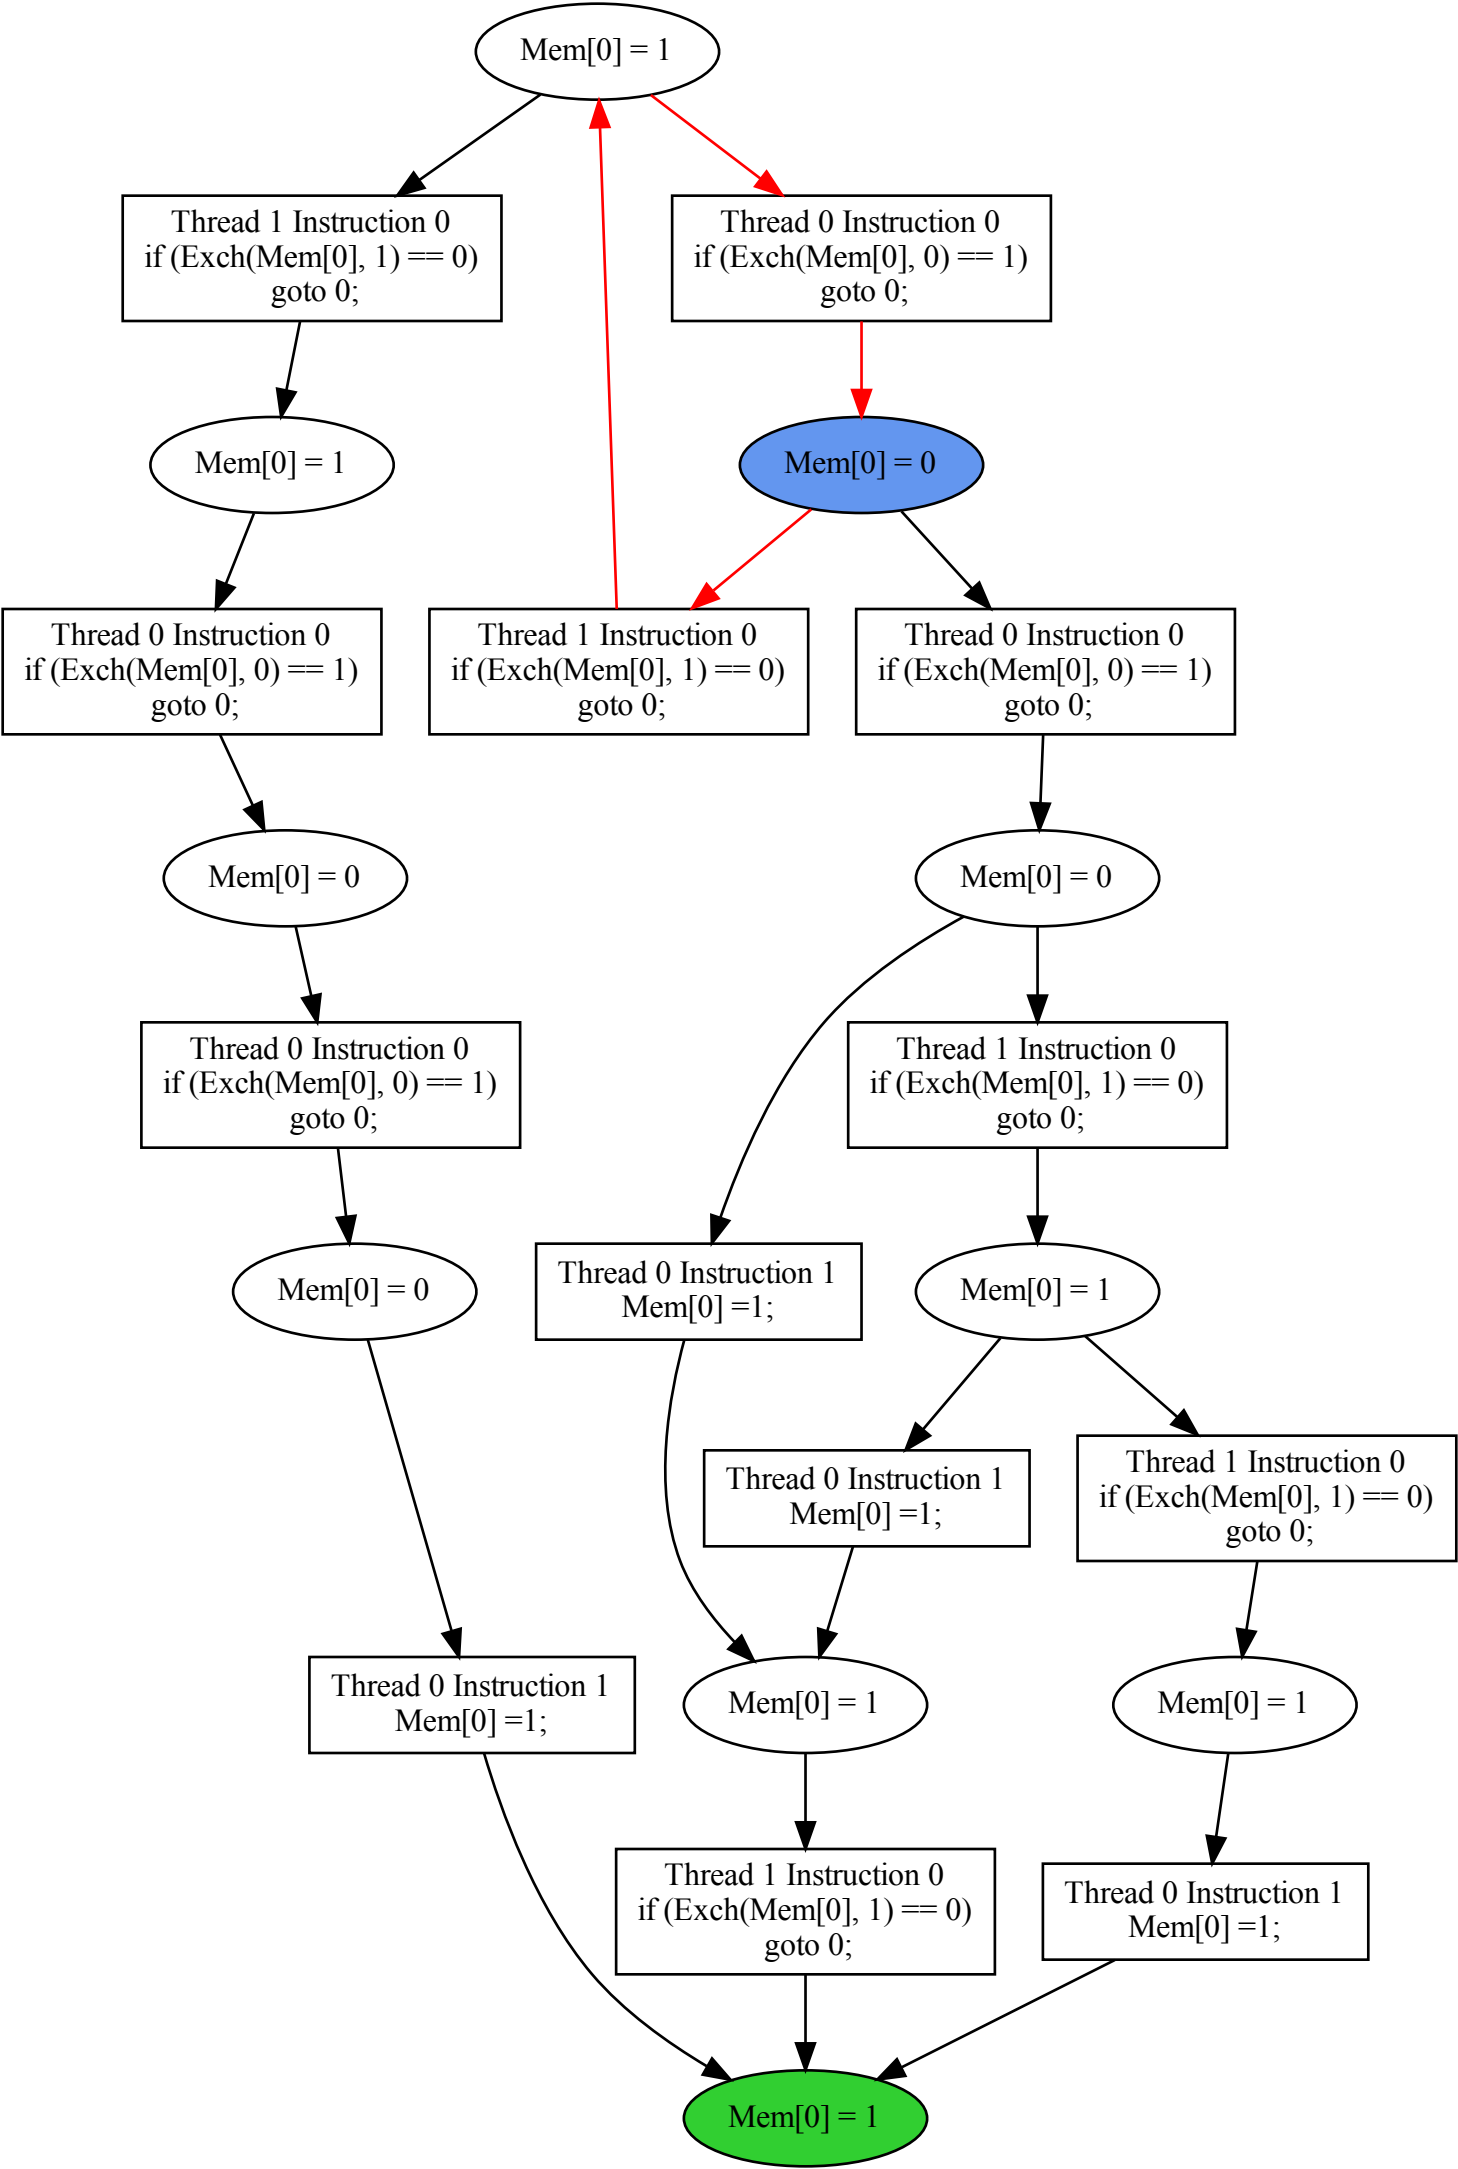 Mem[0] = 1
Thread 1 Instruction 0
if (Exch(Mem[0], 1) == 0)
goto 0;
Thread 0 Instruction 0
if (Exch(Mem[0], 0) == 1)
goto 0;
Mem[0] = 1
Mem[0] = 0
Thread 0 Instruction 0
if (Exch(Mem[0], 0) == 1)
goto 0;
Thread 1 Instruction 0
if (Exch(Mem[0], 1) == 0)
goto 0;
Thread 0 Instruction 0
if (Exch(Mem[0], 0) == 1)
goto 0;
Mem[0] = 0
Mem[0] = 0
Thread 0 Instruction 0
if (Exch(Mem[0], 0) == 1)
goto 0;
Thread 1 Instruction 0
if (Exch(Mem[0], 1) == 0)
goto 0;
Mem[0] = 0
Thread 0 Instruction 1
Mem[0] =1;
Mem[0] = 1
Thread 0 Instruction 1
Mem[0] =1;
Thread 1 Instruction 0
if (Exch(Mem[0], 1) == 0)
goto 0;
Thread 0 Instruction 1
Mem[0] =1;
Mem[0] = 1
Mem[0] = 1
Thread 1 Instruction 0
if (Exch(Mem[0], 1) == 0)
goto 0;
Thread 0 Instruction 1
Mem[0] =1;
Mem[0] = 1